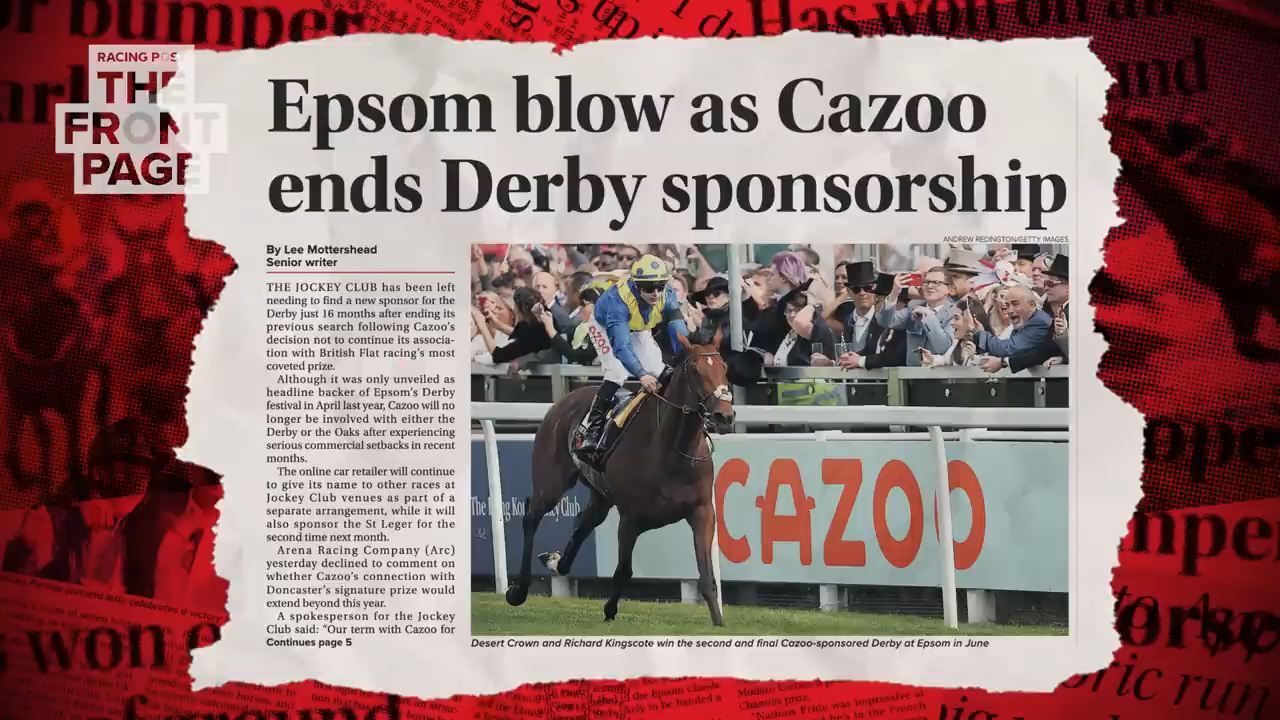 RACING POST
THE
FRONT
PAGE
Epsom blow as Cazoo
ends Derby sponsorship
ANDREW REDINGTON/GETTY IMAGES
By Lee Mottershead
Senior writer
THE JOCKEY CLUB has been left
needing to find a new sponsor for the
Derby just 16 months after ending its
previous search following Cazoo's
decision not to continue its associa-
tion with British Flat racing's most
coveted prize.
Although it was only unveiled as
headline backer of Epsom's Derby
festival in April last year, Cazoo will no
longer be involved with either the
Derby or the Oaks after experiencing
serious commercial setbacks in recent
months.
The online car retailer will continue
to give its name to other races at
Jockey Club venues as part of a
separate arrangement, while it will
also sponsor the St Leger for the
second time next month.
Arena Racing Company (Arc)
yesterday declined to comment on
whether Cazoo's connection with
Doncaster's signature prize would
extend beyond this year.
A spokesperson for the Jockey
Club said: "Our term with Cazoo for
Continues page 5
cazoo
The
Club
CAZOO
Desert Crown and Richard Kingscote win the second and final Cazoo-sponsored Derby at Epsom in June
bumper
Has won
won